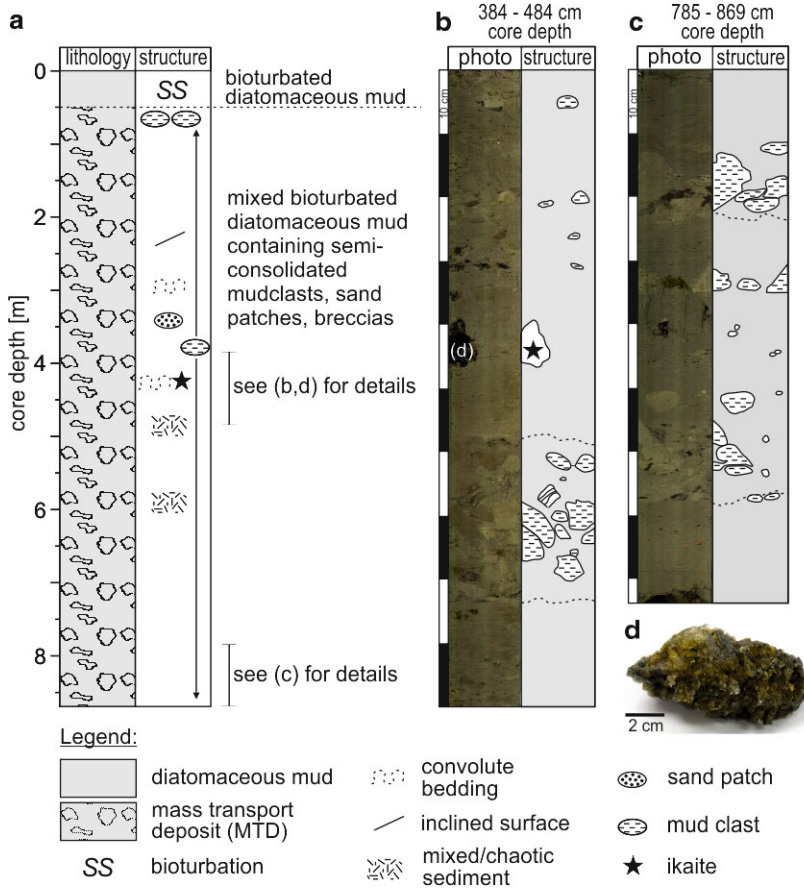 a
lithology structure
0
2
4
6
8
core depth [m]
SS
bioturbated
diatomaceous mud
mixed bioturbated
diatomaceous mud
containing semi-
consolidated
mudclasts, sand
patches, breccias
see (b,d) for details
see (c) for details
b
384 - 484 cm
core depth
photo structure
10 cm
(d)
c
785 - 869 cm
core depth
photo structure
10 cm
d
2 cm
Legend:
diatomaceous mud
mass transport
deposit (MTD)
SS bioturbation
convolute
bedding
inclined surface
mixed/chaotic
sediment
sand patch
mud clast
ikaite